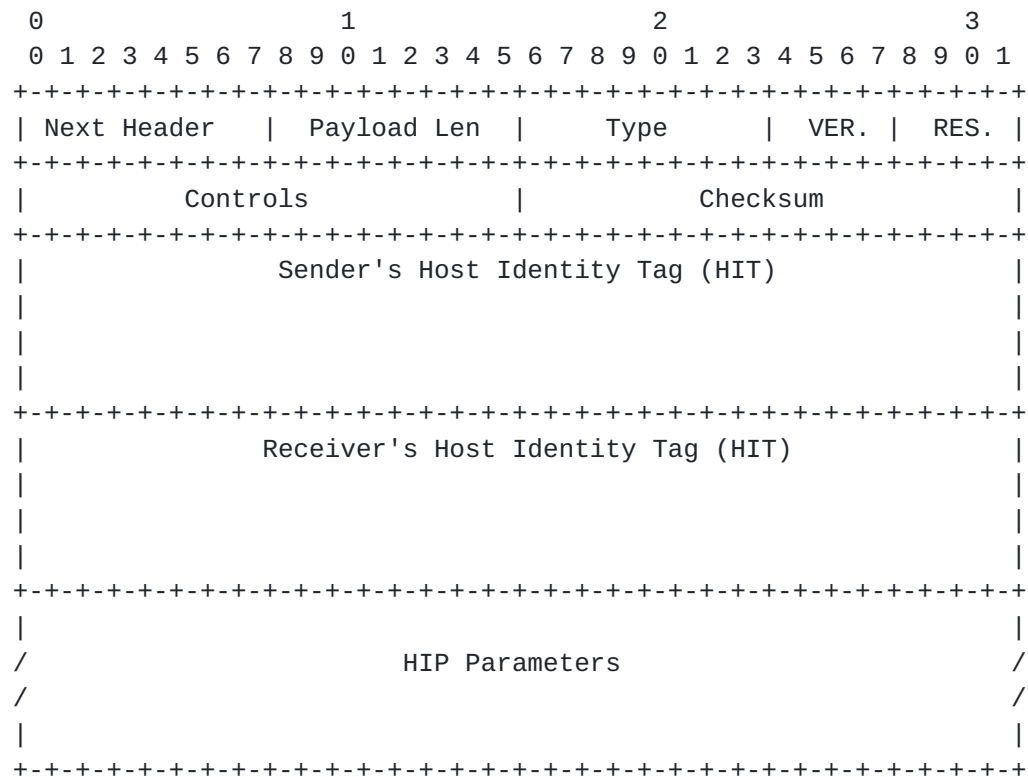 0                   1                   2                   3
 0 1 2 3 4 5 6 7 8 9 0 1 2 3 4 5 6 7 8 9 0 1 2 3 4 5 6 7 8 9 0 1
+-+-+-+-+-+-+-+-+-+-+-+-+-+-+-+-+-+-+-+-+-+-+-+-+-+-+-+-+-+-+-+-+
| Next Header   | Payload Len   |     Type      |  VER. |  RES. |
+-+-+-+-+-+-+-+-+-+-+-+-+-+-+-+-+-+-+-+-+-+-+-+-+-+-+-+-+-+-+-+-+
|          Controls             |           Checksum            |
+-+-+-+-+-+-+-+-+-+-+-+-+-+-+-+-+-+-+-+-+-+-+-+-+-+-+-+-+-+-+-+-+
|                Sender's Host Identity Tag (HIT)               |
|                                                               |
|                                                               |
|                                                               |
+-+-+-+-+-+-+-+-+-+-+-+-+-+-+-+-+-+-+-+-+-+-+-+-+-+-+-+-+-+-+-+-+
|               Receiver's Host Identity Tag (HIT)              |
|                                                               |
|                                                               |
|                                                               |
+-+-+-+-+-+-+-+-+-+-+-+-+-+-+-+-+-+-+-+-+-+-+-+-+-+-+-+-+-+-+-+-+
|                                                               |
/                        HIP Parameters                         /
/                                                               /
|                                                               |
+-+-+-+-+-+-+-+-+-+-+-+-+-+-+-+-+-+-+-+-+-+-+-+-+-+-+-+-+-+-+-+-+